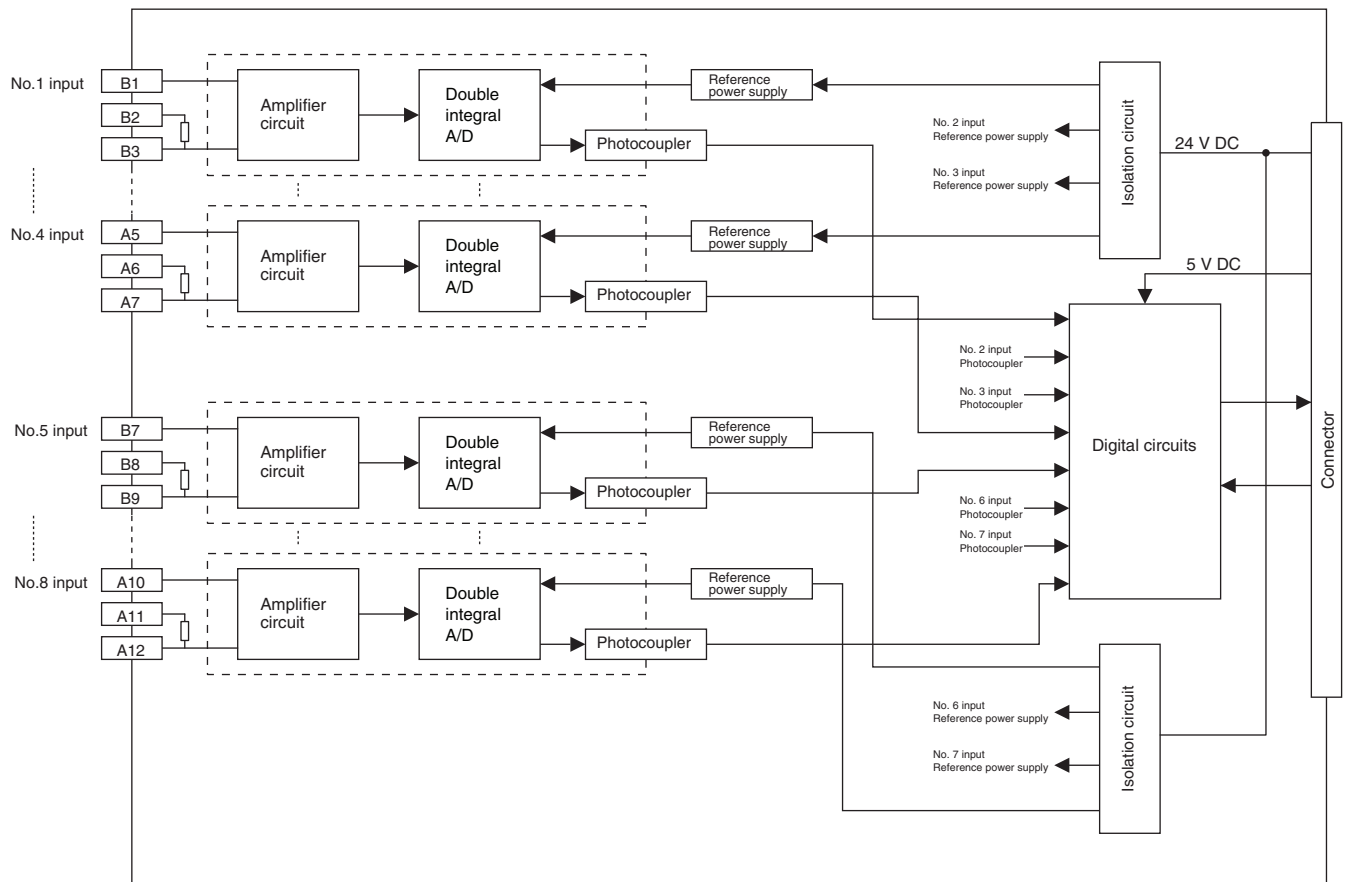 No.1 input
B1
B2
B3
Amplifier
circuit
Double
integral
A/D
Reference
power supply
Photocoupler
No. 2 input
Reference power supply
No. 3 input
Reference power supply
Isolation circuit
24 V DC
No.4 input
A5
A6
A7
Amplifier
circuit
Double
integral
A/D
Reference
power supply
Photocoupler
5 V DC
No. 2 input
Photocoupler
No. 3 input
Photocoupler
Digital circuits
Connector
No.5 input
B7
B8
B9
Amplifier
circuit
Double
integral
A/D
Reference
power supply
Photocoupler
No. 6 input
Photocoupler
No. 7 input
Photocoupler
No.8 input
A10
A11
A12
Amplifier
circuit
Double
integral
A/D
Reference
power supply
Photocoupler
No. 6 input
Reference power supply
No. 7 input
Reference power supply
Isolation circuit